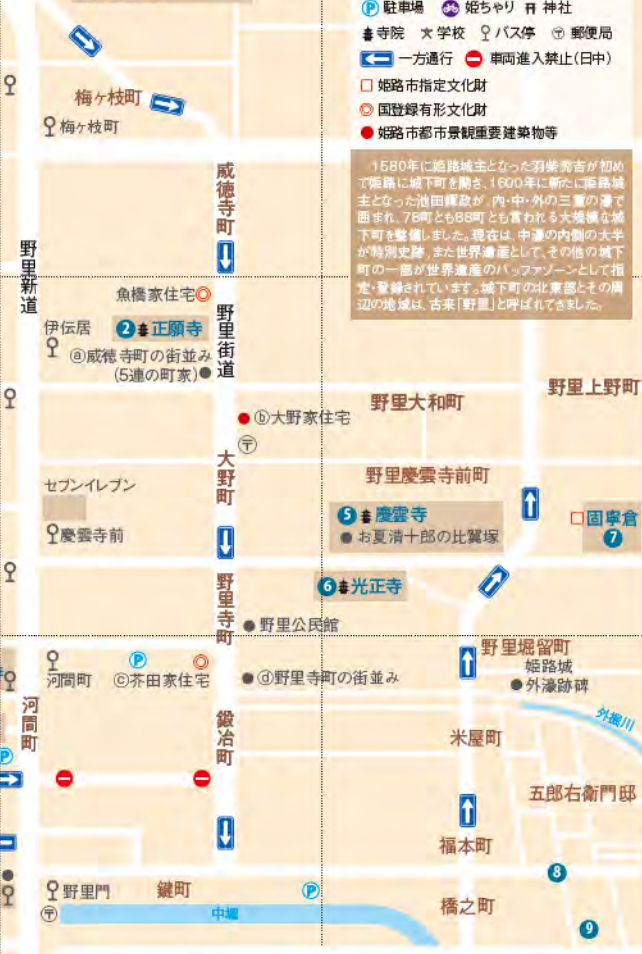 Ⓟ 駐車場 姫ちゃり 神社
寺院 文 学校 バス停 〒 郵便局
一方通行 車両進入禁止(日中)
姫路市指定文化財
国登録有形文化財
姫路市都市景観重要建築物等
1580年に姫路城主となった羽柴秀吉が初め
て姫路に城下町を開き、1600年に新たに姫路城
主となった池田輝政が、内・中・外の三重の濠で
囲まれ、78町とも88町とも言われる大規模な城
下町を整備しました。現在は、中濠の内側の大半
が特別史跡、また世界遺産として、その他の城下
町の一部が世界遺産のバッファゾーンとして指
定・登録されています。城下町の北東部とその周
辺の地域は、古来「野里」と呼ばれてきました。
梅ヶ枝町
梅ヶ枝町
威徳寺町
野里新道
魚橋家住宅
伊伝居
2 正願寺
野里街道
ⓐ威徳寺町の街並み
(5連の町家)
野里上野町
野里大和町
ⓑ大野家住宅
〒
大野町
野里慶雲寺前町
セブンイレブン
5 慶雲寺
お夏清十郎の比翼塚
固寧倉
7
慶雲寺前
6 光正寺
野里寺町
野里公民館
野里堀留町
姫路城
外濠跡碑
P
河間町
ⓒ芥田家住宅
ⓓ野里寺町の街並み
外堀川
河間町
鍛冶町
米屋町
P
五郎右衛門邸
福本町
8
野里門
鍵町
P
橋之町
〒
中堀
9